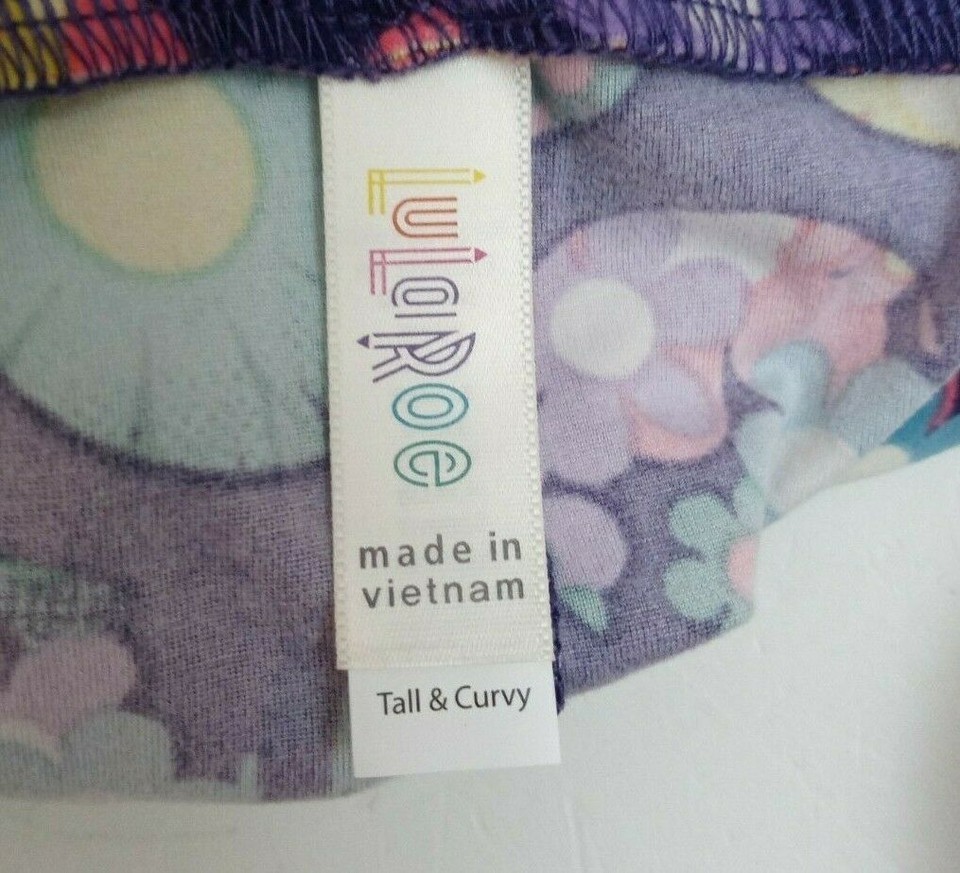 LuLaRoe
made in
vietnam
Tall & Curvy